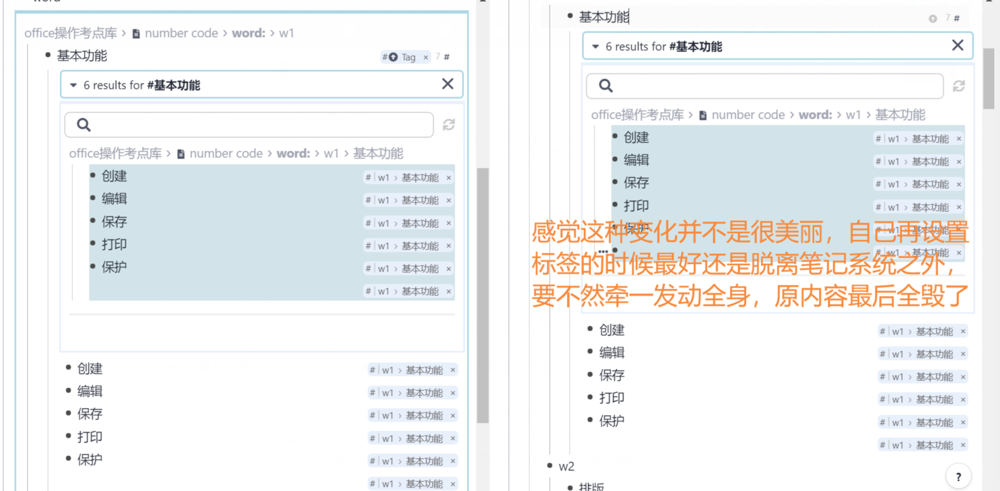 word
office操作考点库 > number code > word: > w1
基本功能 # Tag × 7 #
6 results for #基本功能 ×
office操作考点库 > number code > word: > w1 > 基本功能
创建 # w1 > 基本功能 ×
编辑 # w1 > 基本功能 ×
保存 # w1 > 基本功能 ×
打印 # w1 > 基本功能 ×
保护 # w1 > 基本功能 ×
# w1 > 基本功能 ×
创建 # w1 > 基本功能 ×
编辑 # w1 > 基本功能 ×
保存 # w1 > 基本功能 ×
打印 # w1 > 基本功能 ×
保护 # w1 > 基本功能 ×
# w1 > 基本功能 ×
基本功能 7 #
6 results for #基本功能 ×
office操作考点库 > number code > word: > w1 > 基本功能
创建 # w1 > 基本功能 ×
编辑 # w1 > 基本功能 ×
保存 # w1 > 基本功能 ×
打印 # w1 > 基本功能 ×
保护 # w1 > 基本功能 ×
感觉这种变化并不是很美丽，自己再设置
# w1 > 基本功能 ×
标签的时候最好还是脱离笔记系统之外，
要不然牵一发动全身，原内容最后全毁了
创建 # w1 > 基本功能 ×
编辑 # w1 > 基本功能 ×
保存 # w1 > 基本功能 ×
打印 # w1 > 基本功能 ×
保护 # w1 > 基本功能 ×
# w1 > 基本功能 ×
w2
排版
?